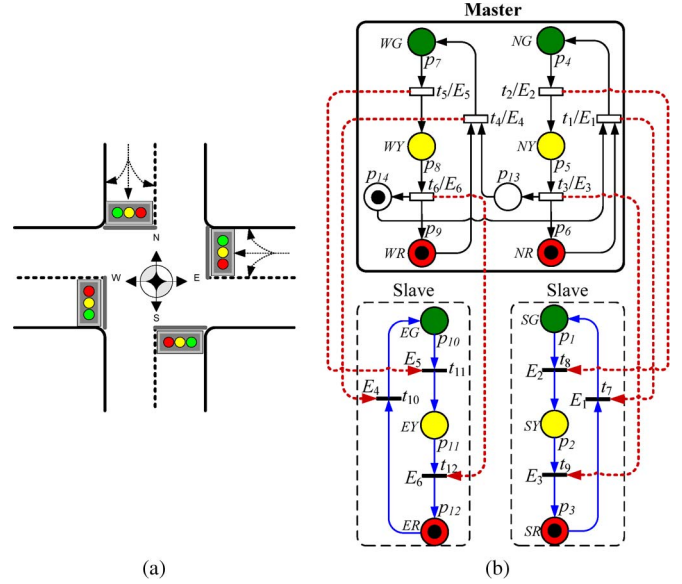 Master
WG
p7
NG
p4
t5/E5
t2/E2
t4/E4
t1/E1
WY
p8
NY
p5
p14
p13
t6/E6
t3/E3
p9
p6
WR
NR
N
W
E
S
Slave
Slave
EG
p10
SG
p1
E5
t11
E2
t8
E4
t10
E1
t7
EY
p11
SY
p2
E6
t12
E3
t9
p12
p3
ER
SR
(a)
(b)